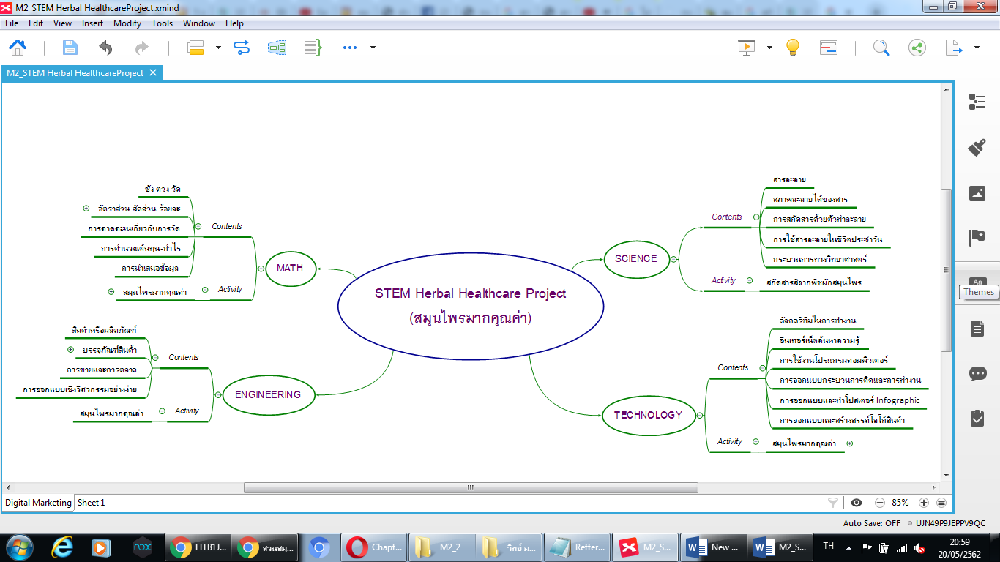 M2_STEM Herbal HealthcareProject.xmind
File Edit View Insert Modify Tools Window Help
M2_STEM Herbal HealthcareProject
STEM Herbal Healthcare Project
(สมุนไพรมากคุณค่า)
MATH
Contents
ชั่ง ตวง วัด
อัตราส่วน สัดส่วน ร้อยละ
การคาดคะเนเกี่ยวกับการวัด
การคำนวณต้นทุน-กำไร
การนำเสนอข้อมูล
Activity
สมุนไพรมากคุณค่า
ENGINEERING
Contents
สินค้าหรือผลิตภัณฑ์
บรรจุภัณฑ์สินค้า
การขายและการตลาด
การออกแบบเชิงวิศวกรรมอย่างง่าย
Activity
สมุนไพรมากคุณค่า
SCIENCE
Contents
สารละลาย
สภาพละลายได้ของสาร
การสกัดสารด้วยตัวทำละลาย
การใช้สารละลายในชีวิตประจำวัน
กระบวนการทางวิทยาศาสตร์
Activity
สกัดสารสีจากพืชผักสมุนไพร
TECHNOLOGY
Contents
อัลกอริทึมในการทำงาน
อินเทอร์เน็ตค้นหาความรู้
การใช้งานโปรแกรมคอมพิวเตอร์
การออกแบบกระบวนการคิดและการทำงาน
การออกแบบและทำโปสเตอร์ Infographic
การออกแบบและสร้างสรรค์โลโก้สินค้า
Activity
สมุนไพรมากคุณค่า
Aa
Themes
Digital Marketing Sheet 1
85%
Auto Save: OFF UJN49P9JEPPV9QC
nox HTB1J... สวนสมุ... Chapt... M2_2 วิทย์ ม... Reffer... M2_S... New ... M2_S... TH 20:59
20/05/2562